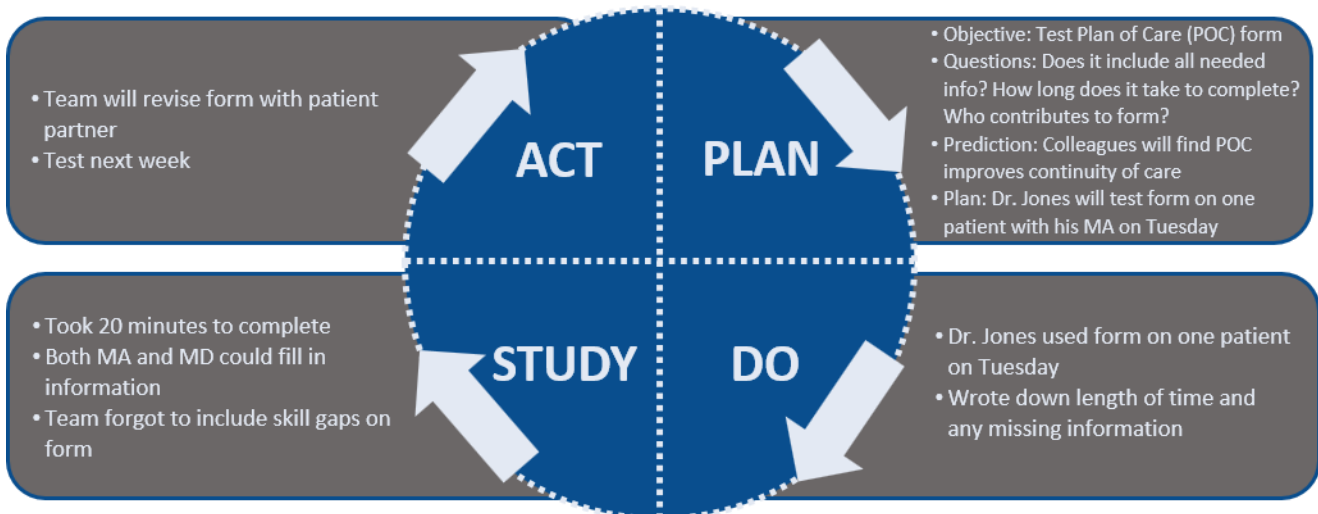 ACT
• Team will revise form with patient
partner
• Test next week
PLAN
• Objective: Test Plan of Care (POC) form
• Questions: Does it include all needed
info? How long does it take to complete?
Who contributes to form?
• Prediction: Colleagues will find POC
improves continuity of care
• Plan: Dr. Jones will test form on one
patient with his MA on Tuesday
STUDY
• Took 20 minutes to complete
• Both MA and MD could fill in
information
• Team forgot to include skill gaps on
form
DO
• Dr. Jones used form on one patient
on Tuesday
• Wrote down length of time and
any missing information